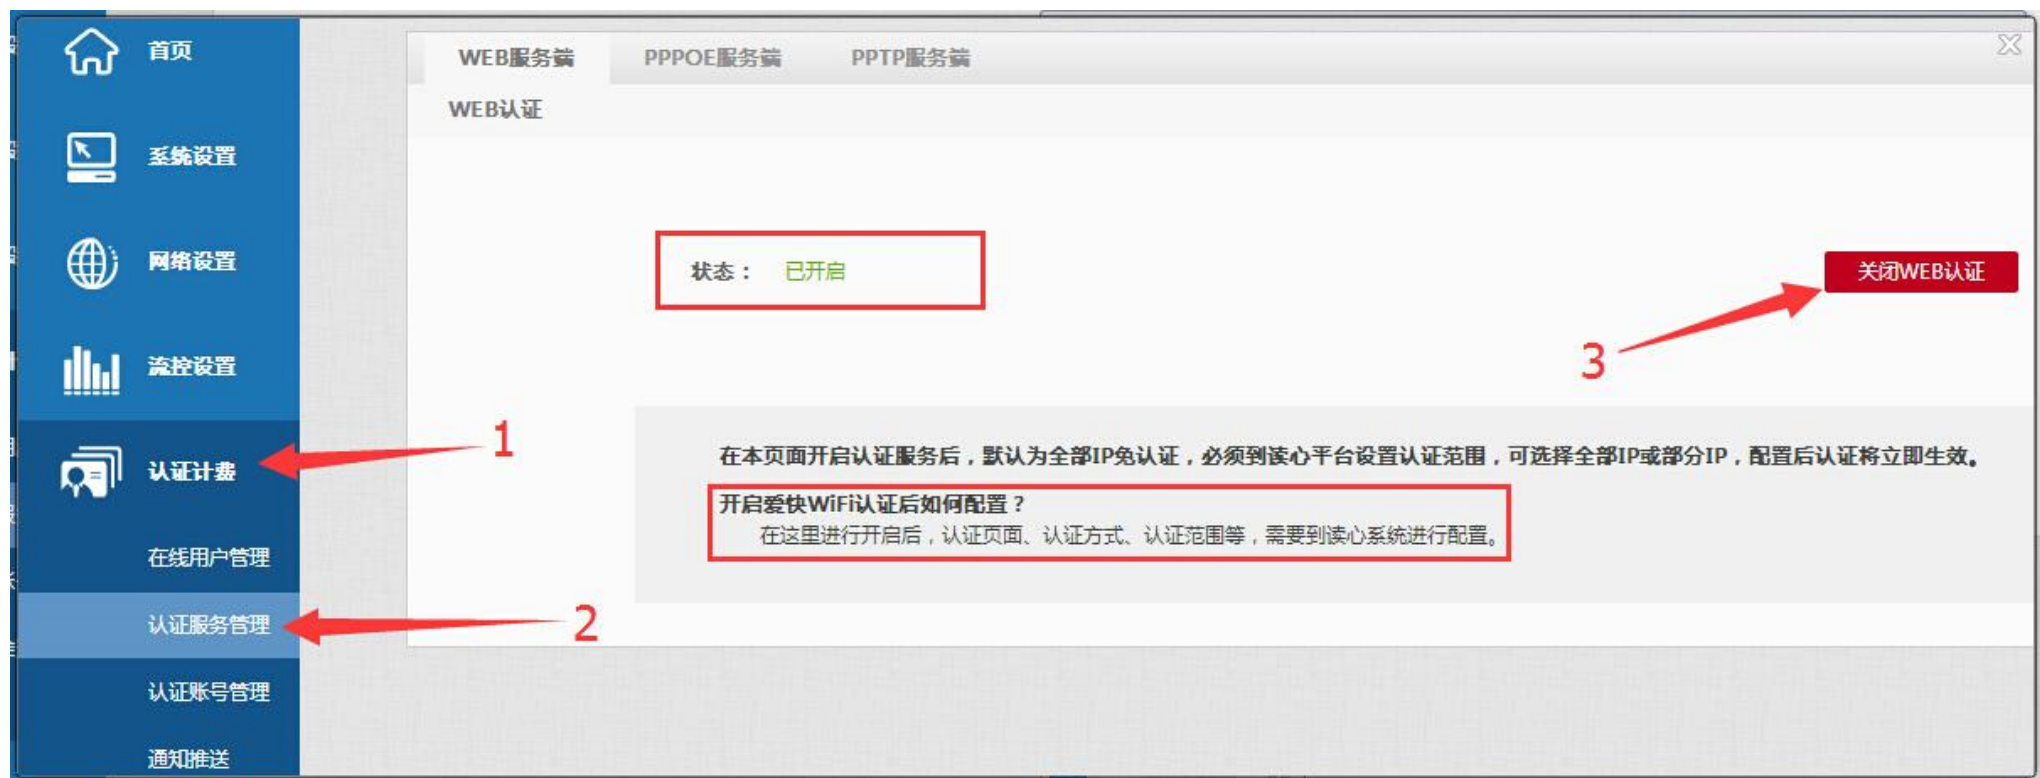 首页
系统设置
网络设置
流控设置
认证计费
在线用户管理
认证服务管理
认证账号管理
通知推送
WEB服务端 PPPOE服务端 PPTP服务端
WEB认证
状态： 已开启
关闭WEB认证
1
2
3
在本页面开启认证服务后，默认为全部IP免认证，必须到读心平台设置认证范围，可选择全部IP或部分IP，配置后认证将立即生效。
开启爱快WiFi认证后如何配置？
在这里进行开启后，认证页面、认证方式、认证范围等，需要到读心系统进行配置。